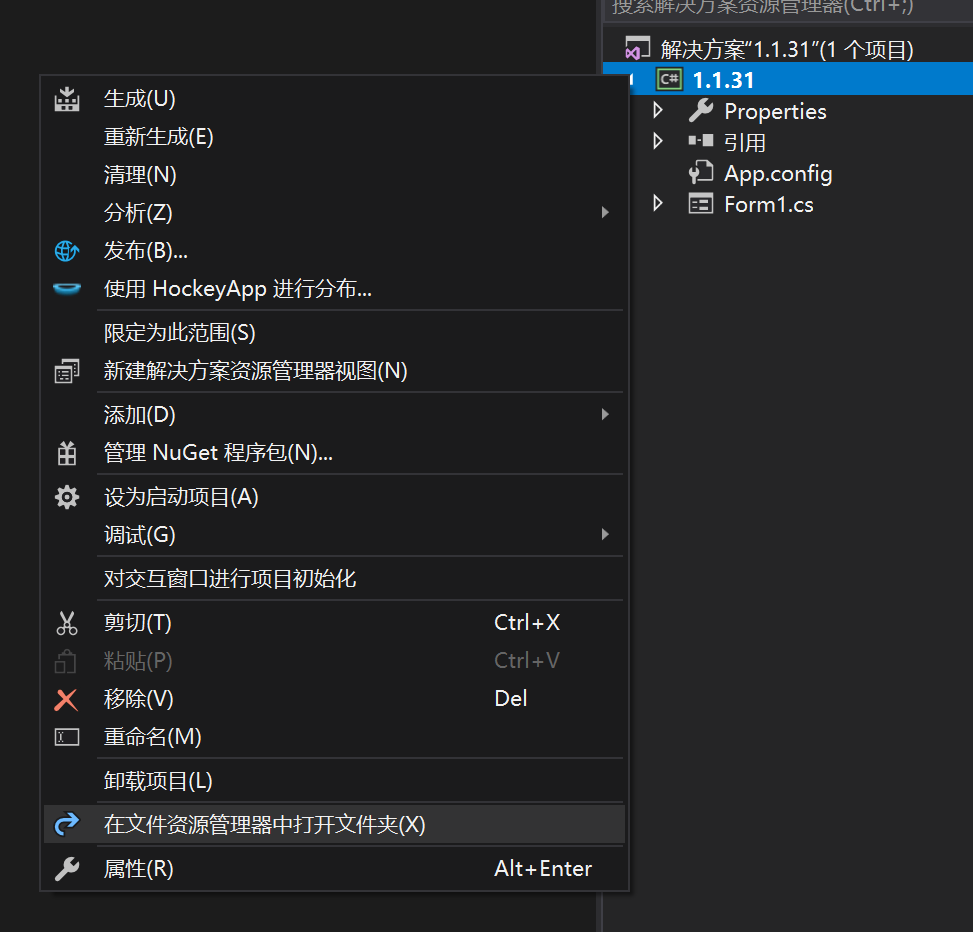 搜索解决方案资源管理器(Ctrl+;)
解决方案"1.1.31"(1 个项目)
C# 1.1.31
Properties
引用
App.config
Form1.cs
生成(U)
重新生成(E)
清理(N)
分析(Z)
发布(B)...
使用 HockeyApp 进行分布...
限定为此范围(S)
新建解决方案资源管理器视图(N)
添加(D)
管理 NuGet 程序包(N)...
设为启动项目(A)
调试(G)
对交互窗口进行项目初始化
剪切(T) Ctrl+X
粘贴(P) Ctrl+V
移除(V) Del
重命名(M)
卸载项目(L)
在文件资源管理器中打开文件夹(X)
属性(R) Alt+Enter